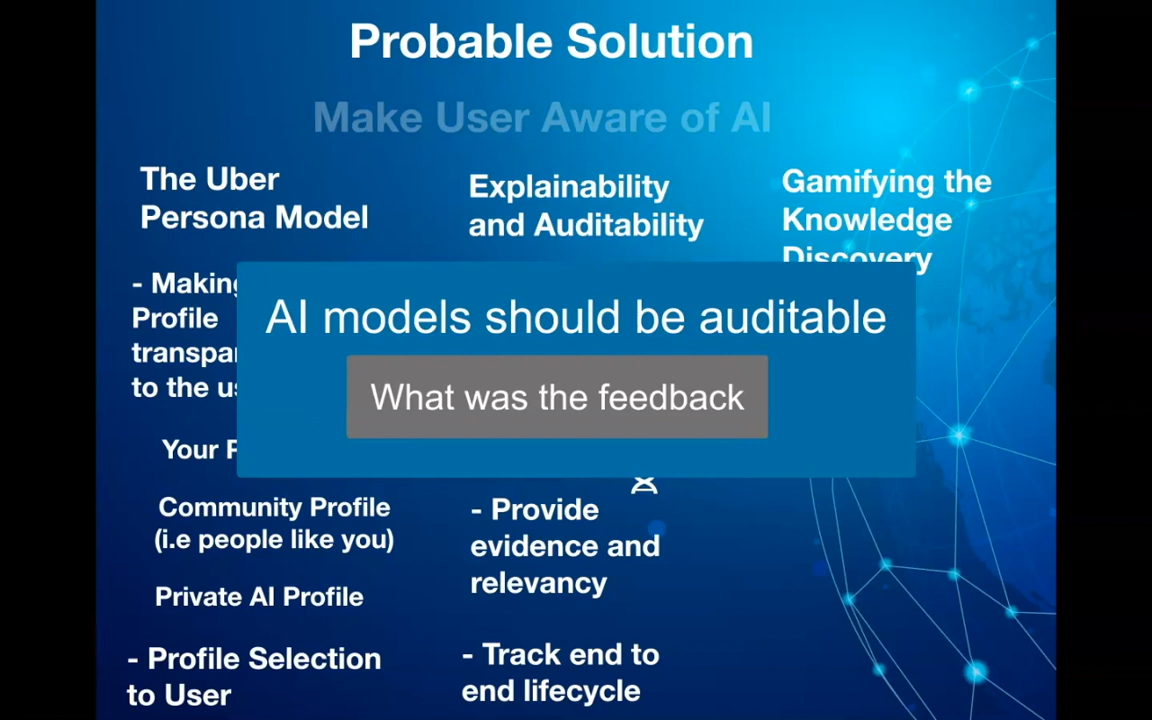 Probable Solution
Make User Aware of AI
The Uber
Persona Model
- Making
Profile
to the
Your
Community Profile
(i.e people like you)
Private AI Profile
- Profile Selection
to User
Explainability
and Auditability
- Provide
evidence and
relevancy
- Track end to
end lifecycle
Gamifying the
Knowledge
Discovery
AI models should be auditable
What was the feedback